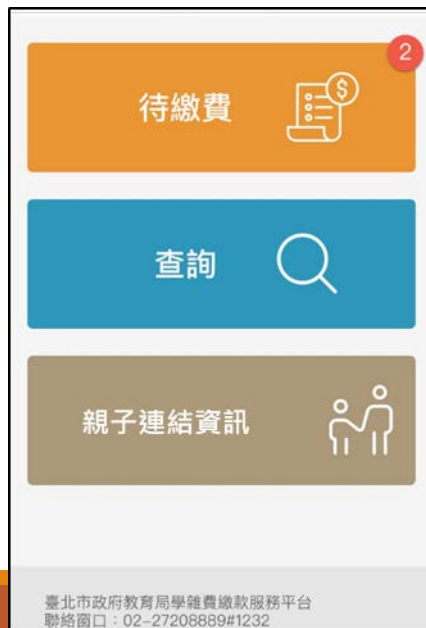 2
待繳費
$
查詢
親子連結資訊
臺北市政府教育局學雜費繳款服務平台
聯絡窗口：02-27208889#1232